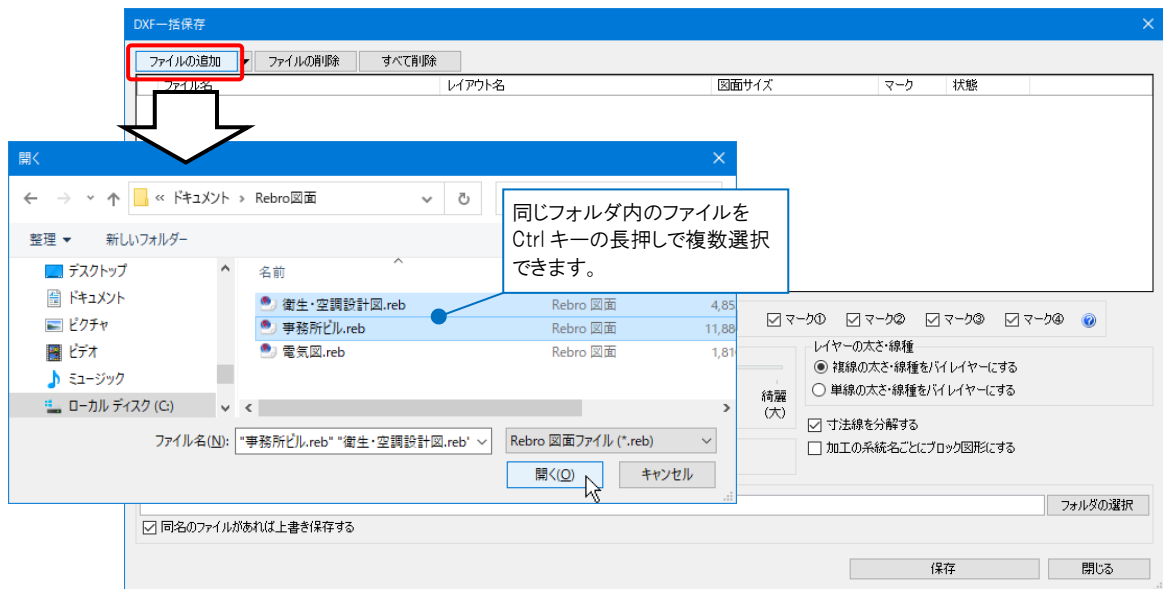 DXF一括保存
ファイルの追加 ファイルの削除 すべて削除
ファイル名 レイアウト名 図面サイズ マーク 状態
開く
« ドキュメント › Rebro図面
同じフォルダ内のファイルを
Ctrl キーの長押しで複数選択
できます。
整理 新しいフォルダー
デスクトップ
ドキュメント
ピクチャ
ビデオ
ミュージック
ローカル ディスク (C:)
名前
衛生・空調設計図.reb Rebro 図面 4,85
事務所ビル.reb Rebro 図面 11,88
電気図.reb Rebro 図面 1,81
ファイル名(N): "事務所ビル.reb" "衛生・空調設計図.reb" Rebro 図面ファイル (*.reb)
開く(O) キャンセル
マーク① マーク② マーク③ マーク④
レイヤーの太さ・線種
複線の太さ・線種をバイレイヤーにする
単線の太さ・線種をバイレイヤーにする
綺麗
(大)
寸法線を分解する
加工の系統名ごとにブロック図形にする
フォルダの選択
同名のファイルがあれば上書き保存する
保存 閉じる